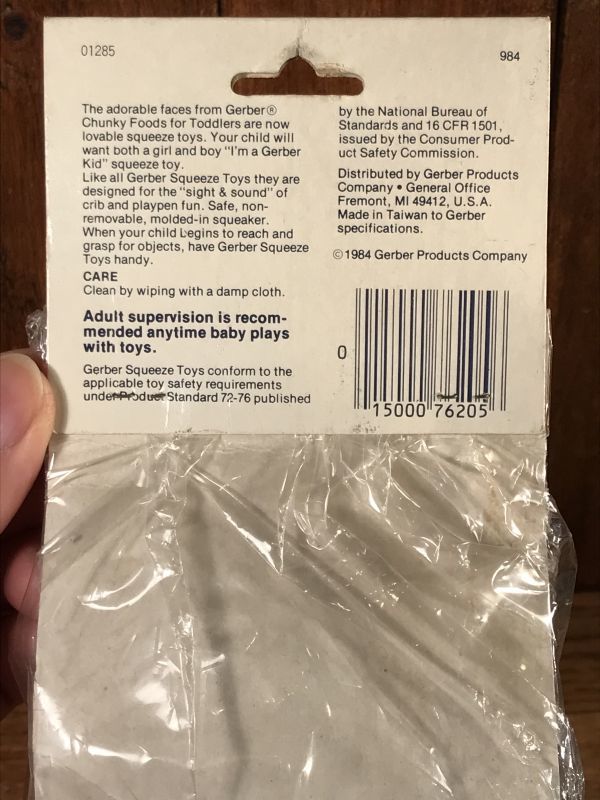 01285
984
The adorable faces from Gerber®
Chunky Foods for Toddlers are now
lovable squeeze toys. Your child will
want both a girl and boy "I'm a Gerber
Kid" squeeze toy.
Like all Gerber Squeeze Toys they are
designed for the "sight & sound" of
crib and playpen fun. Safe, non-
removable, molded-in squeaker.
When your child begins to reach and
grasp for objects, have Gerber Squeeze
Toys handy.
CARE
Clean by wiping with a damp cloth.
Adult supervision is recom-
mended anytime baby plays
with toys.
Gerber Squeeze Toys conform to the
applicable toy safety requirements
under Product Standard 72-76 published
by the National Bureau of
Standards and 16 CFR 1501,
issued by the Consumer Prod-
uct Safety Commission.
Distributed by Gerber Products
Company • General Office
Fremont, MI 49412, U.S.A.
Made in Taiwan to Gerber
specifications.
©1984 Gerber Products Company
0 15000 76205